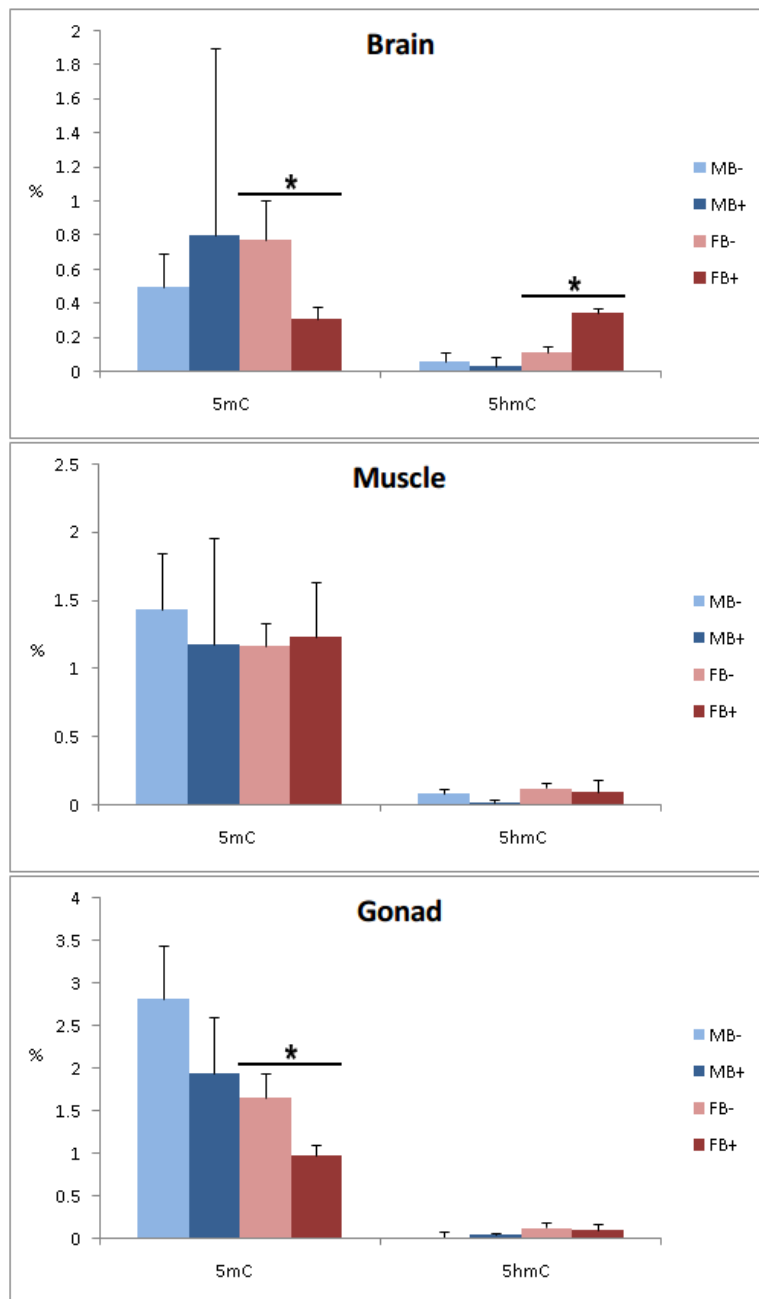 Brain
2
1.8
1.6
1.4
1.2
%
1
0.8
0.6
0.4
0.2
0
*
*
5mC 5hmC
MB-
MB+
FB-
FB+
Muscle
2.5
2
1.5
%
1
0.5
0
5mC 5hmC
MB-
MB+
FB-
FB+
Gonad
4
3.5
3
2.5
%
2
1.5
1
0.5
0
*
5mC 5hmC
MB-
MB+
FB-
FB+